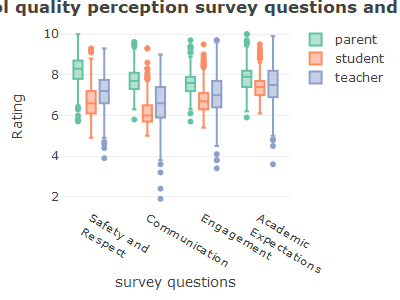 ol quality perception survey questions and
parent
student
teacher
10
8
6
4
2
Rating
Safety and
Respect
Communication
Engagement
Academic
Expectations
survey questions